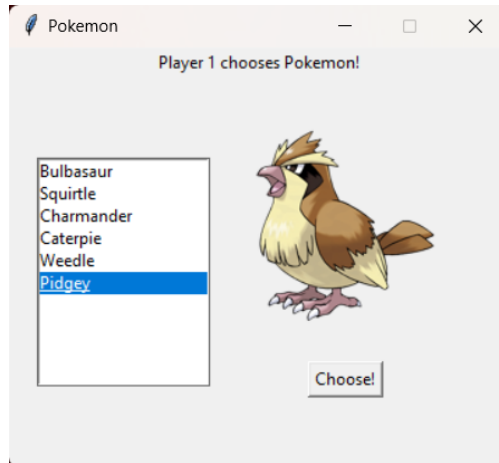 Pokemon
Player 1 chooses Pokemon!
Bulbasaur
Squirtle
Charmander
Caterpie
Weedle
Pidgey
Choose!